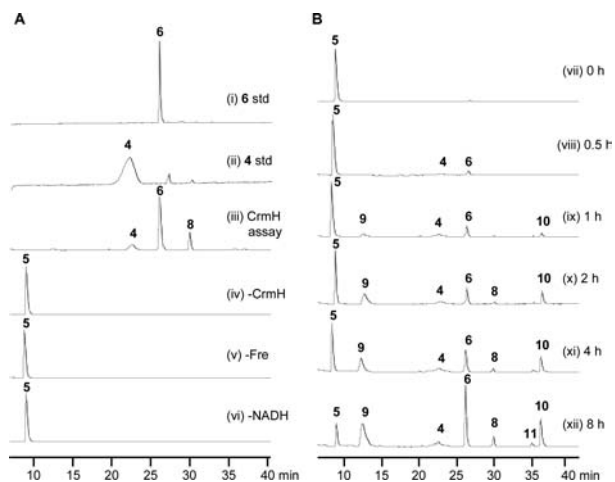 A
6
(i) 6 std
4
(ii) 4 std
6
4
8
(iii) CrmH
assay
5
(iv) -CrmH
5
(v) -Fre
5
(vi) -NADH
10 15 20 25 30 35 40 min
B
5
(vii) 0 h
5
4 6
(viii) 0.5 h
5
9 4 6 10
(ix) 1 h
5
9 4 6 8 10
(x) 2 h
5
9 4 6 8 10
(xi) 4 h
6
5 9 4 8 11 10
(xii) 8 h
10 15 20 25 30 35 40 min